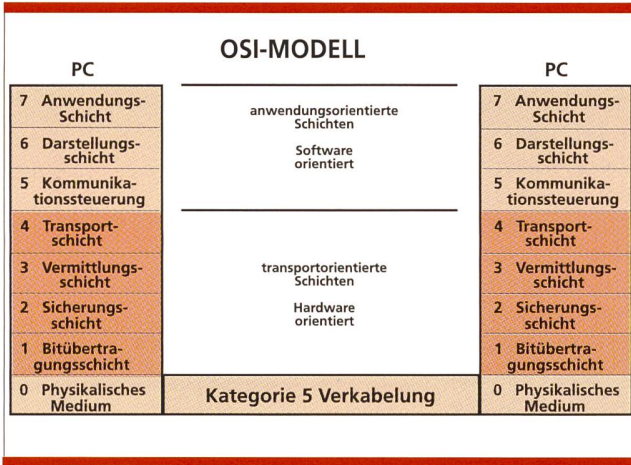 OSI-MODELL
PC
7 Anwendungs-
Schicht
6 Darstellungs-
schicht
5 Kommunika-
tionssteuerung
4 Transport-
schicht
3 Vermittlungs-
schicht
2 Sicherungs-
schicht
1 Bitübertra-
gungsschicht
0 Physikalisches
Medium
anwendungsorientierte
Schichten
Software
orientiert
transportorientierte
Schichten
Hardware
orientiert
Kategorie 5 Verkabelung
PC
7 Anwendungs-
Schicht
6 Darstellungs-
schicht
5 Kommunika-
tionssteuerung
4 Transport-
schicht
3 Vermittlungs-
schicht
2 Sicherungs-
schicht
1 Bitübertra-
gungsschicht
0 Physikalisches
Medium